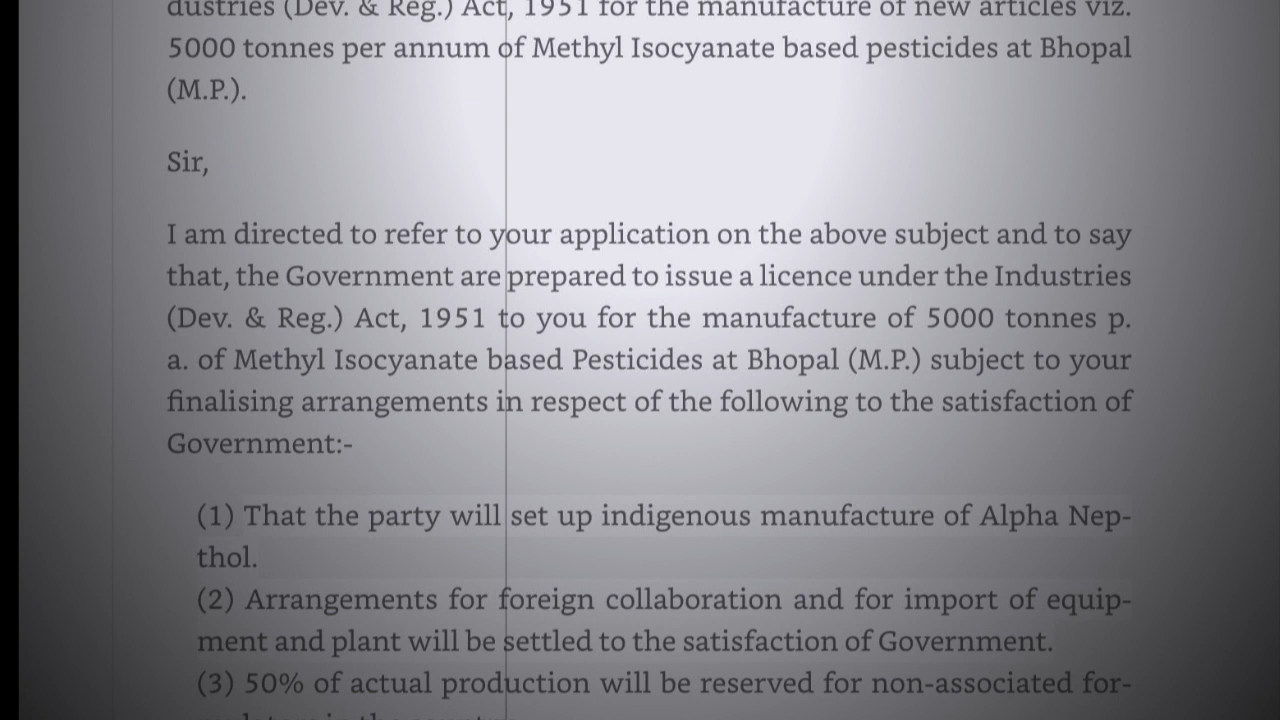 dustries (Dev. & Reg.) Act, 1951 for the manufacture of new articles viz.
5000 tonnes per annum of Methyl Isocyanate based pesticides at Bhopal
(M.P.).
Sir,
I am directed to refer to your application on the above subject and to say
that, the Government are prepared to issue a licence under the Industries
(Dev. & Reg.) Act, 1951 to you for the manufacture of 5000 tonnes p.
a. of Methyl Isocyanate based Pesticides at Bhopal (M.P.) subject to your
finalising arrangements in respect of the following to the satisfaction of
Government:-
(1) That the party will set up indigenous manufacture of Alpha Nep-
thol.
(2) Arrangements for foreign collaboration and for import of equip-
ment and plant will be settled to the satisfaction of Government.
(3) 50% of actual production will be reserved for non-associated for-